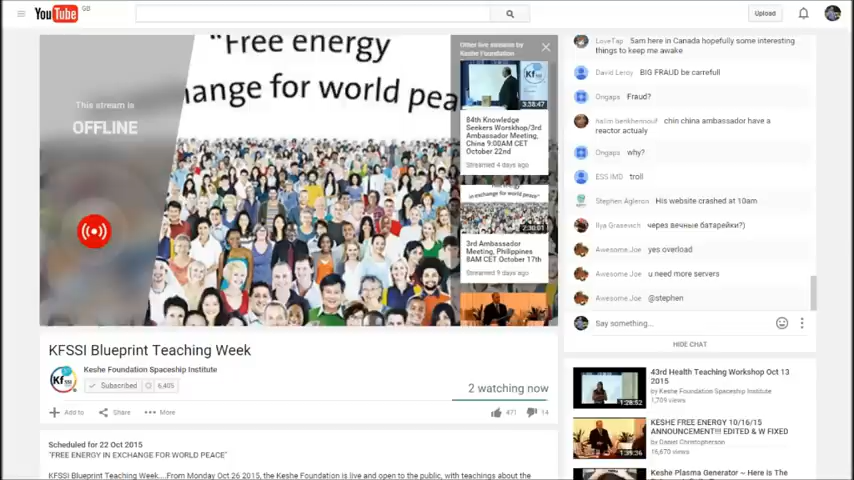 YouTube GB
Upload
"Free energy
hange for world pea
This stream is
OFFLINE
Other live session by
Keshe Foundation
3:58:47
84th Knowledge
Seekers Worskhop/3rd
Ambassador Meeting,
China 9:00AM CET
October 22nd
Streamed 4 days ago
in exchange for world peace"
2:30:01
3rd Ambassador
Meeting, Philippines
8AM CET October 17th
Streamed 9 days ago
KFSSI Blueprint Teaching Week
Keshe Foundation Spaceship Institute
Subscribed 6,405
2 watching now
Add to Share More
471 14
Scheduled for 22 Oct 2015
"FREE ENERGY IN EXCHANGE FOR WORLD PEACE"
KFSSI Blueprint Teaching Week....From Monday Oct 26 2015, the Keshe Foundation is live and open to the public, with teachings about the
LoveTap 5am here in Canada hopefully some interesting
things to keep me awake
David Leroy BIG FRAUD be carrefull
Ongaps Fraud?
halim benkhennouf chin china ambassador have a
reactor actualy
Ongaps why?
ESS IMD troll
Stephen Agleron His website crashed at 10am
Ilya Grasevich через вечные батарейки?)
Awesome Joe yes overload
Awesome Joe u need more servers
Awesome Joe @stephen
Say something...
HIDE CHAT
43rd Health Teaching Workshop Oct 13
2015
by Keshe Foundation Spaceship Institute
1,709 views
1:28:52
KESHE FREE ENERGY 10/16/15
ANNOUNCEMENT!!! EDITED & W FIXED
by Daniel Christopherson
16,670 views
1:39:36
Keshe Plasma Generator ~ Here Is The